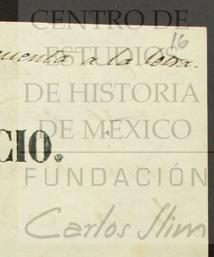 CENTRO DE
16
ESTUDIOS
cuenta a la letra.
DE HISTORIA
DE MEXICO
CIO.
FUNDACIÓN
Carlos Slim